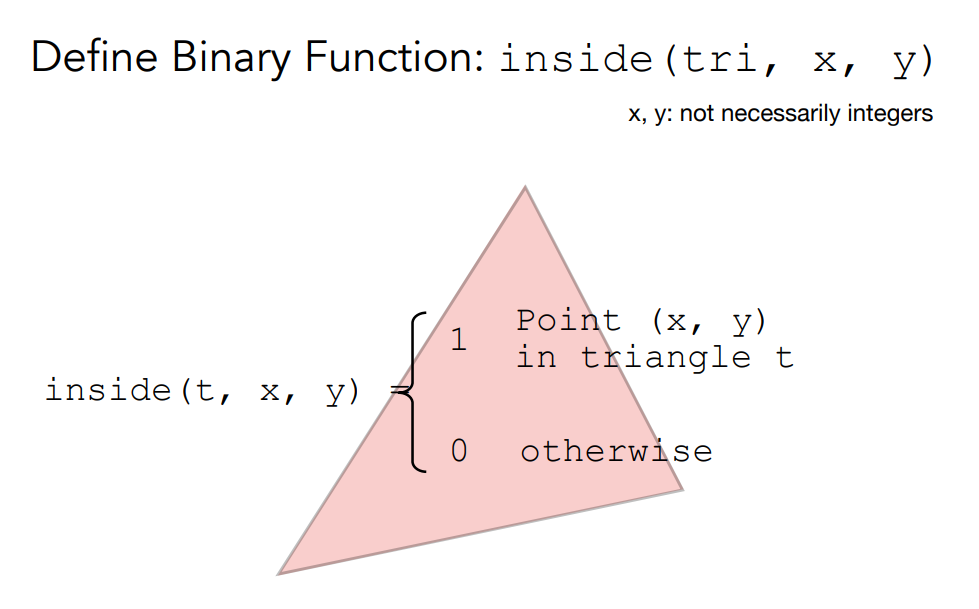 Define Binary Function: inside(tri, x, y)
x, y: not necessarily integers
Point (x, y)
1
in triangle t
inside(t, x, y) =
0 otherwise